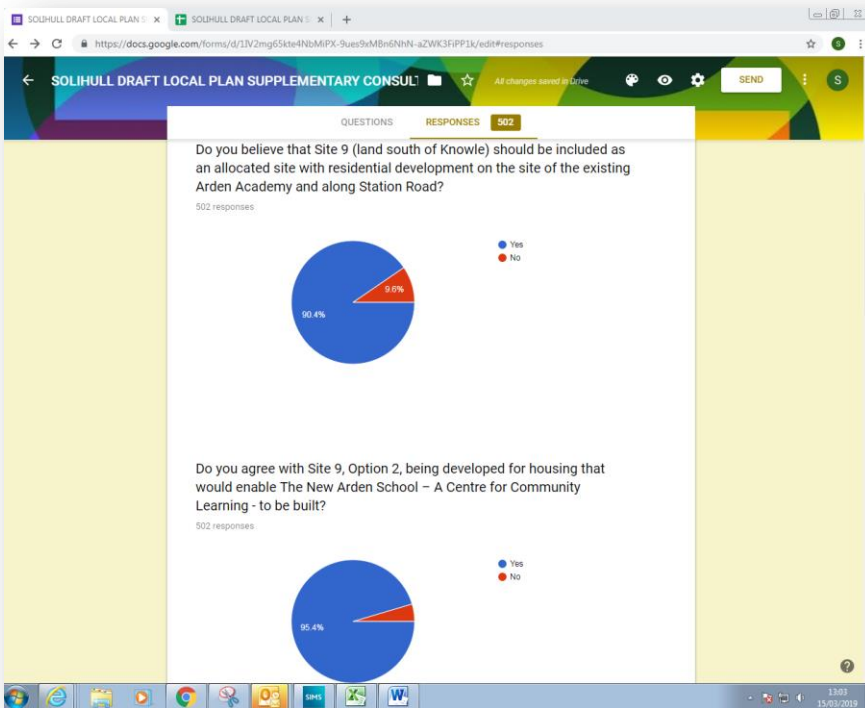 SOLIHULL DRAFT LOCAL PLAN S
SOLIHULL DRAFT LOCAL PLAN S
https://docs.google.com/forms/d/
/edit#responses
S
SOLIHULL DRAFT LOCAL PLAN SUPPLEMENTARY CONSULT
All changes saved in Drive
SEND
S
QUESTIONS
RESPONSES 502
Do you believe that Site 9 (land south of Knowle) should be included as
an allocated site with residential development on the site of the existing
Arden Academy and along Station Road?
502 responses
Yes
No
9.6%
90.4%
Do you agree with Site 9, Option 2, being developed for housing that
would enable The New Arden School – A Centre for Community
Learning - to be built?
502 responses
Yes
No
95.4%
SIMS
13:03
15/03/2019